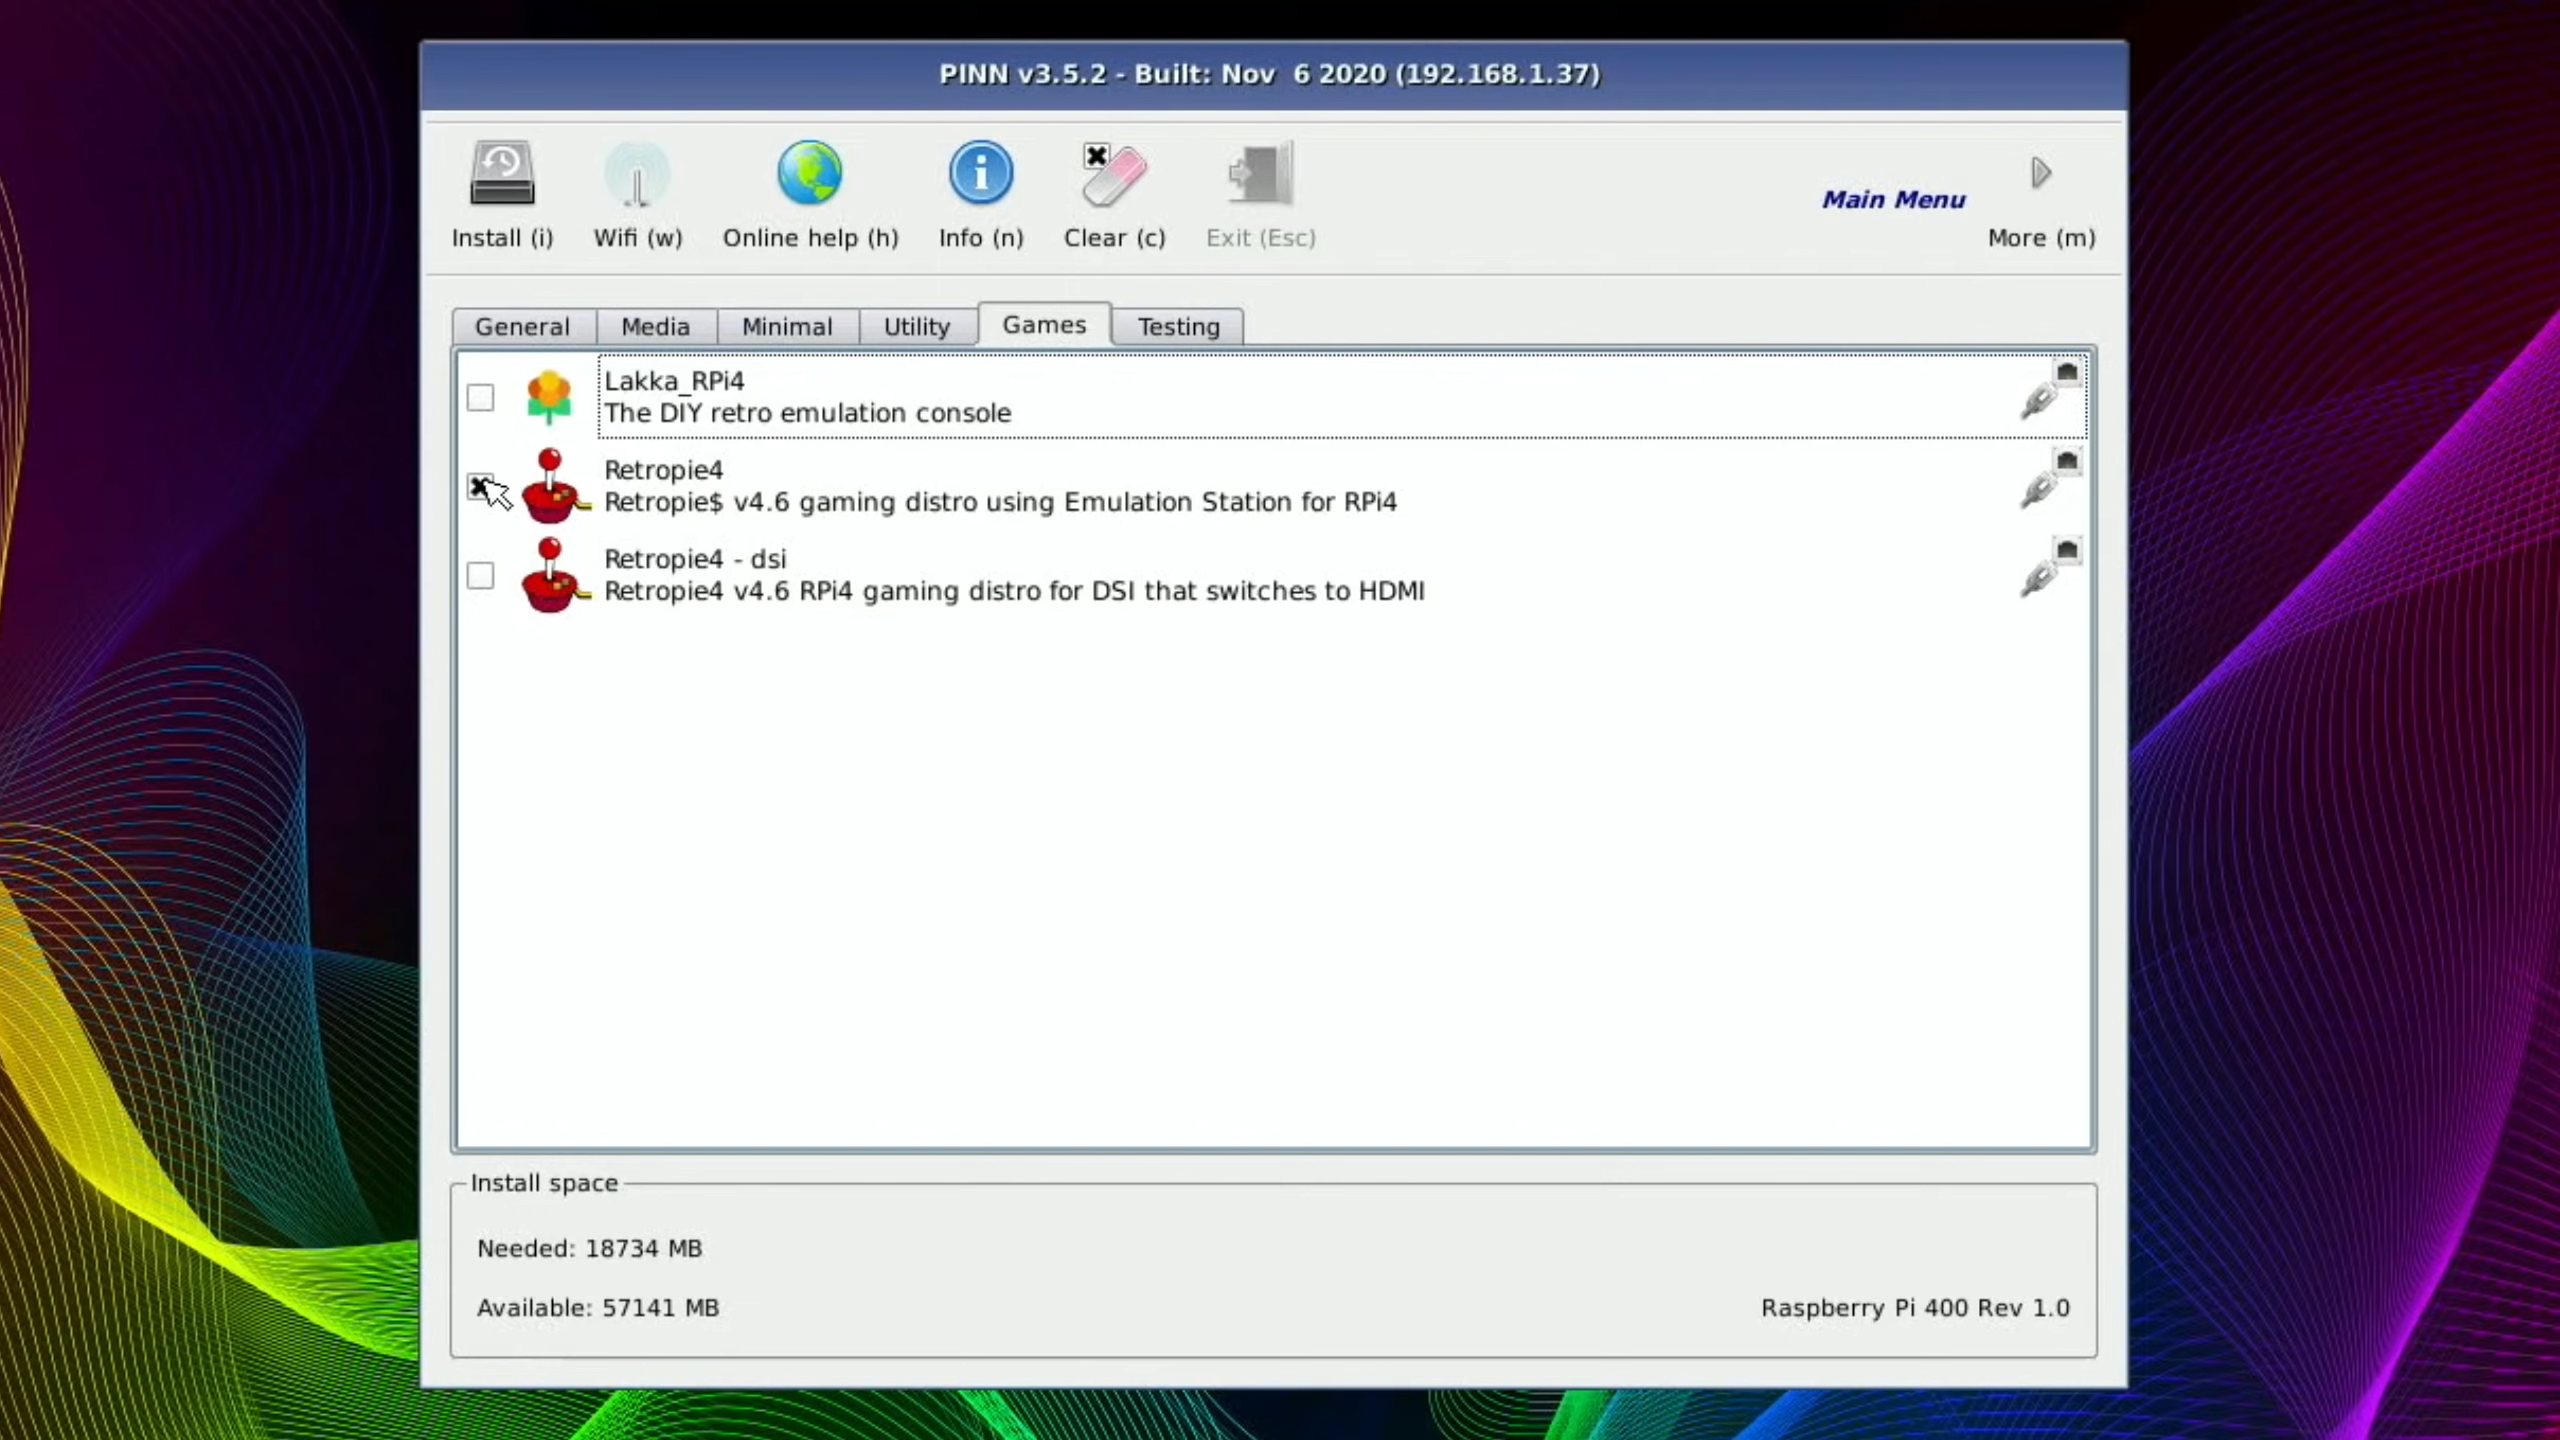 PINN v3.5.2 - Built: Nov  6 2020 (192.168.1.37)
Install (i)
Wifi (w)
Online help (h)
Info (n)
Clear (c)
Exit (Esc)
Main Menu
More (m)
General
Media
Minimal
Utility
Games
Testing
Lakka_RPi4
The DIY retro emulation console
Retropie4
Retropie$ v4.6 gaming distro using Emulation Station for RPi4
Retropie4 - dsi
Retropie4 v4.6 RPi4 gaming distro for DSI that switches to HDMI
Install space
Needed: 18734 MB
Available: 57141 MB
Raspberry Pi 400 Rev 1.0